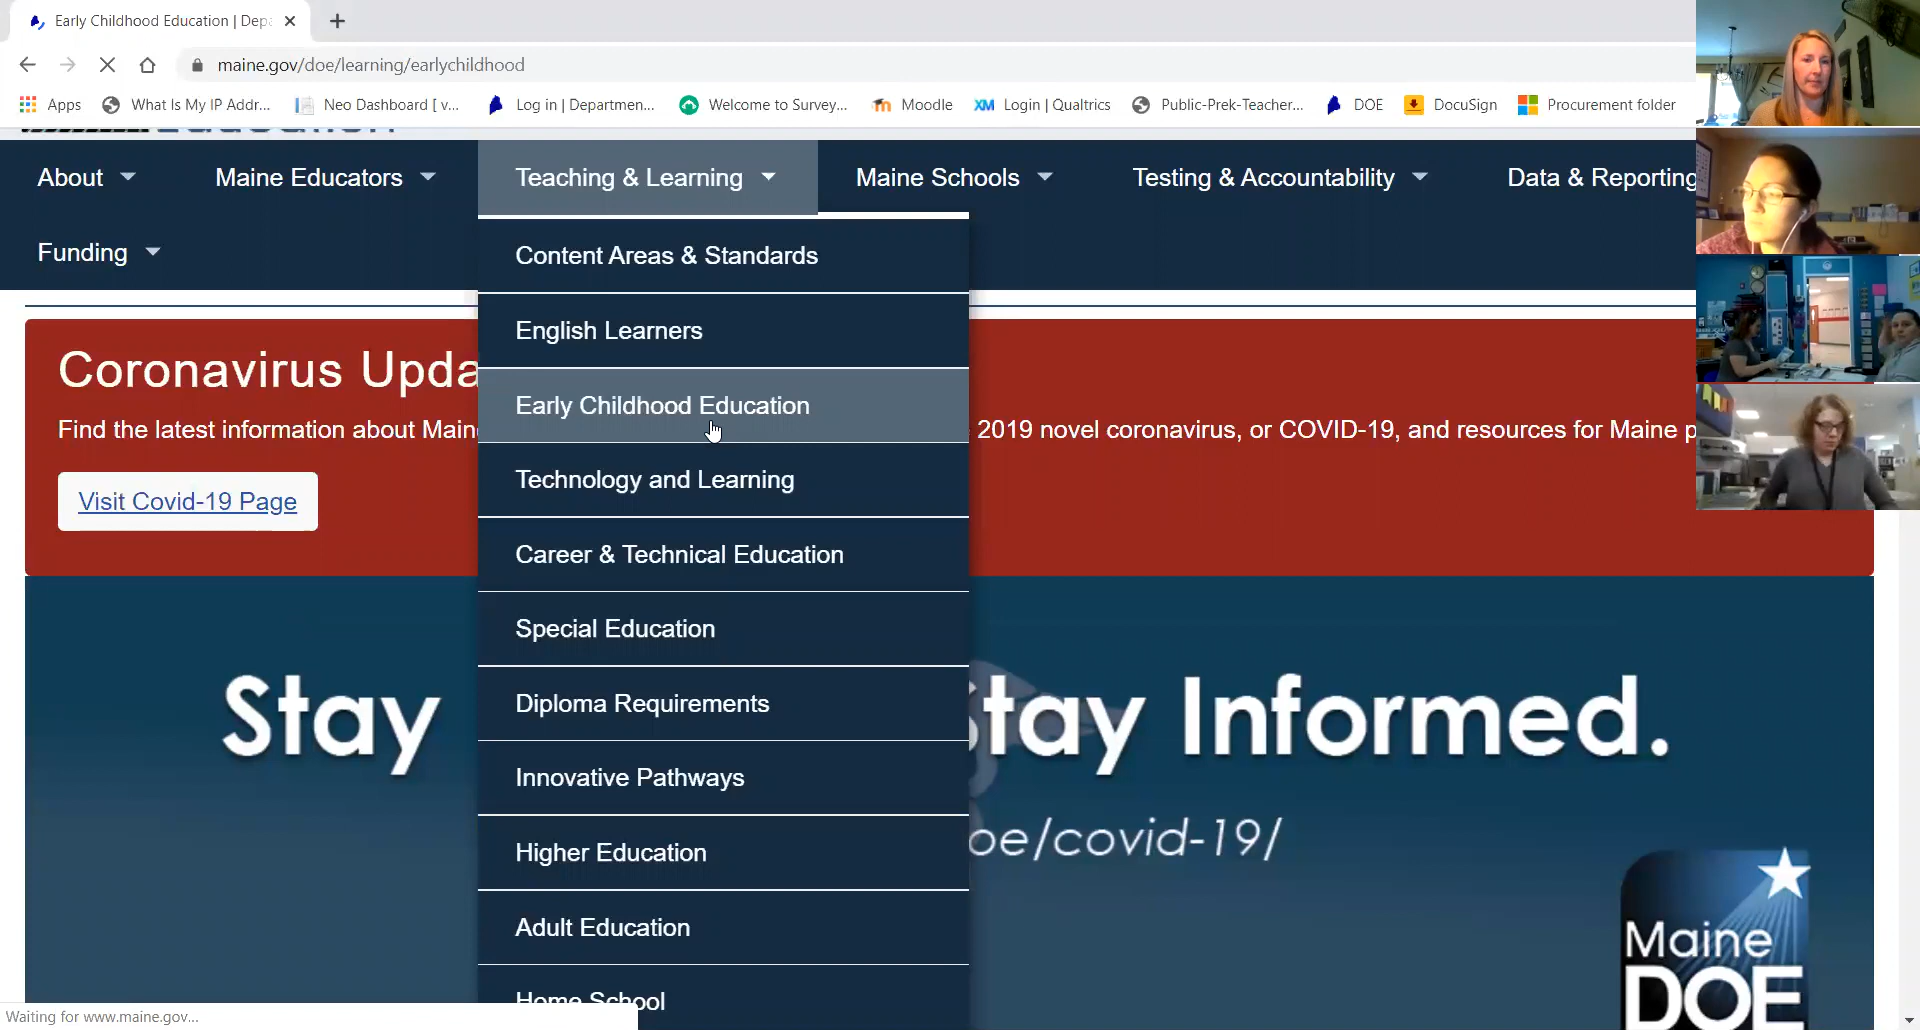 Early Childhood Education | Depa
maine.gov/doe/learning/earlychildhood
Apps What Is My IP Addr... Neo Dashboard [ v... Log in | Departmen... Welcome to Survey... Moodle XM Login | Qualtrics Public-Prek-Teacher... DOE DocuSign Procurement folder
About Maine Educators Teaching & Learning Maine Schools Testing & Accountability Data & Reporting
Funding
Content Areas & Standards
English Learners
Early Childhood Education
Technology and Learning
Career & Technical Education
Special Education
Diploma Requirements
Innovative Pathways
Higher Education
Adult Education
Home School
Coronavirus Upda
Find the latest information about Main 2019 novel coronavirus, or COVID-19, and resources for Maine p
Visit Covid-19 Page
Stay Stay Informed.
oe/covid-19/
Maine
DOE
Waiting for www.maine.gov...